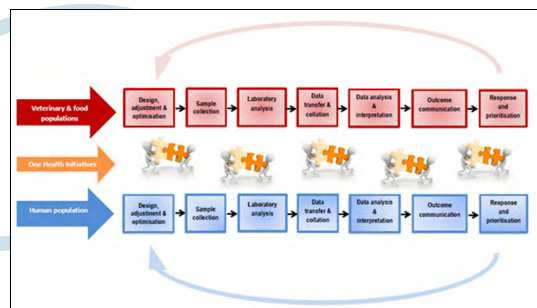 Veterinary & food
populations
Design,
adjustment &
optimisation
Sample
collection
Laboratory
analysis
Data
transfer &
collation
Data analysis
&
interpretation
Outcome
communication
Response
and
prioritisation
One Health Initiatives
Human population
Design,
adjustment &
optimisation
Sample
collection
Laboratory
analysis
Data
transfer &
collation
Data analysis
&
interpretation
Outcome
communication
Response
and
prioritisation